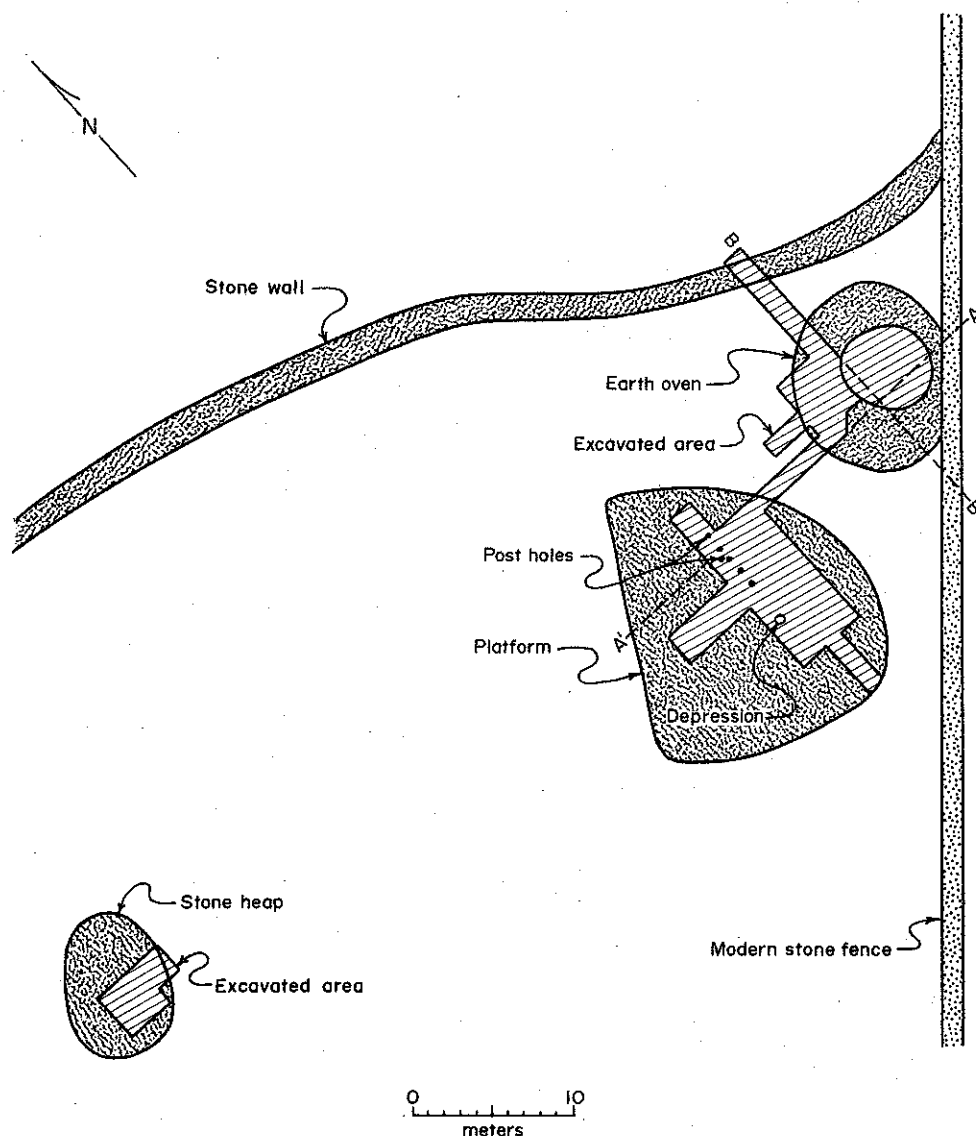 N
Stone wall
B
A
Earth oven
Excavated area
B'
Post holes
A'
Platform
Depression
Stone heap
Modern stone fence
Excavated area
0 10
meters